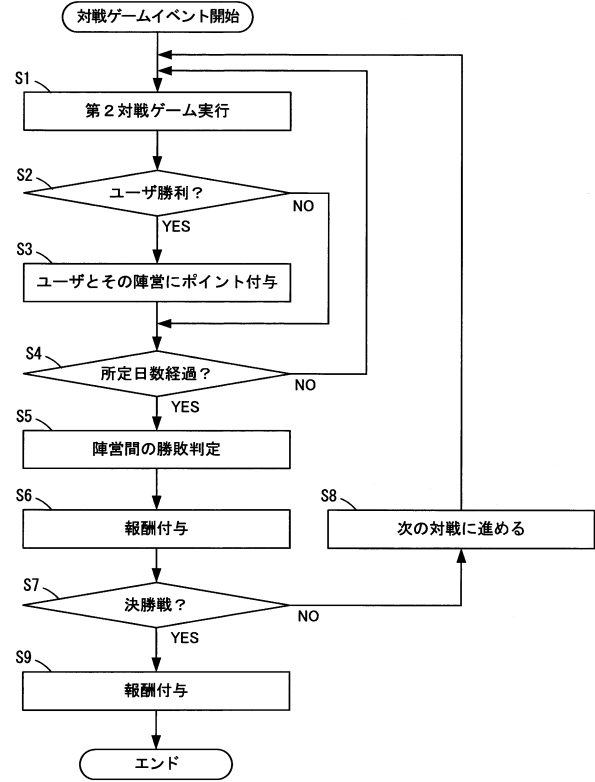 対戦ゲームイベント開始
S1
第2対戦ゲーム実行
S2
ユーザ勝利？
NO
YES
S3
ユーザとその陣営にポイント付与
S4
所定日数経過？
NO
YES
S5
陣営間の勝敗判定
S6
報酬付与
S8
次の対戦に進める
S7
決勝戦？
NO
YES
S9
報酬付与
エンド